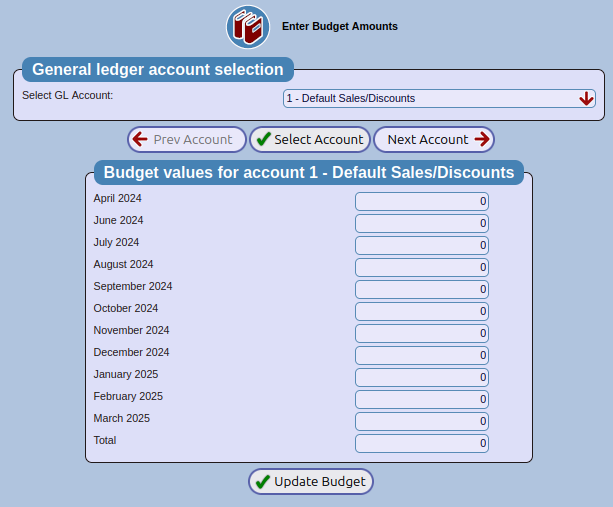 Enter Budget Amounts
General ledger account selection
Select GL Account: 1 - Default Sales/Discounts
Prev Account Select Account Next Account
Budget values for account 1 - Default Sales/Discounts
April 2024 0
June 2024 0
July 2024 0
August 2024 0
September 2024 0
October 2024 0
November 2024 0
December 2024 0
January 2025 0
February 2025 0
March 2025 0
Total 0
Update Budget